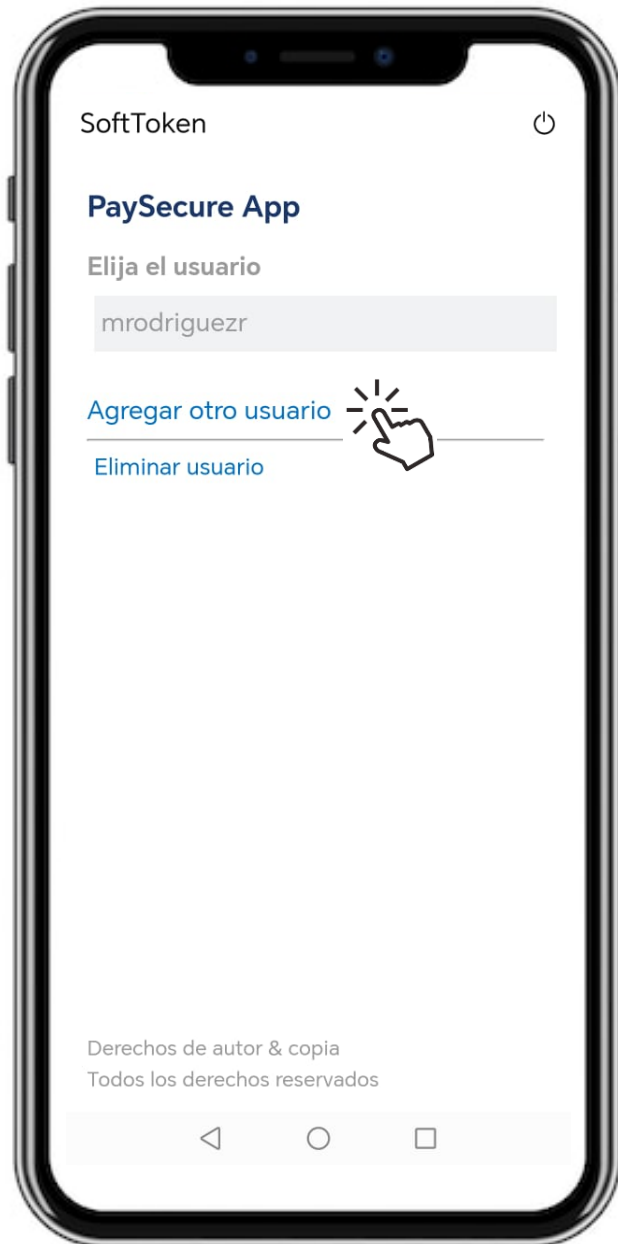 SoftToken
PaySecure App
Elija el usuario
mrodriguezr
Agregar otro usuario
Eliminar usuario
Derechos de autor & copia
Todos los derechos reservados